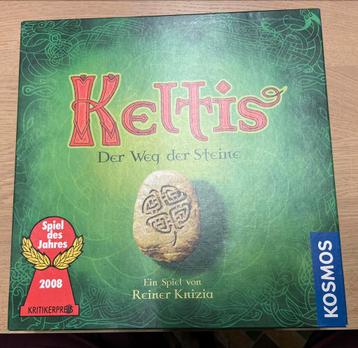 Keltis
Der Weg der Steine
Spiel des
Jahres
2008
KRITIKERPREIS
Ein Spiel von
Reiner Knizia
KOSMOS